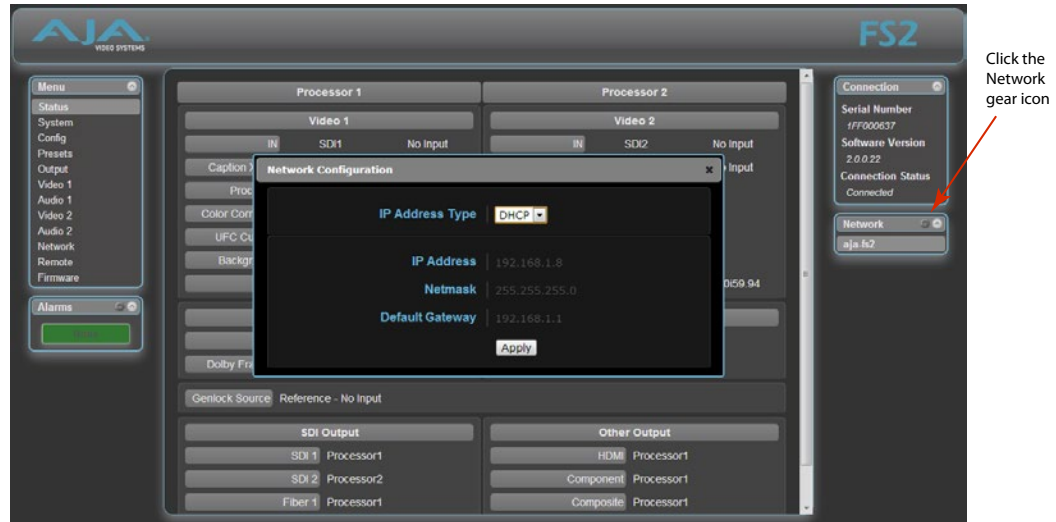 AJA
VIDEO SYSTEMS
FS2
Click the
Network
gear icon
Menu
Status
System
Config
Presets
Output
Video 1
Audio 1
Video 2
Audio 2
Network
Remote
Firmware
Alarms
Processor 1
Processor 2
Video 1
Video 2
IN SDI1 No Input
IN SDI2 No Input
Caption
Input
Proc
Color Corr
UFC Cu
Backgr
0i59.94
Dolby Fra
Network Configuration
IP Address Type DHCP
IP Address 192.168.1.8
Netmask 255.255.255.0
Default Gateway 192.168.1.1
Apply
Genlock Source Reference - No Input
SDI Output
SDI 1 Processor1
SDI 2 Processor2
Fiber 1 Processor1
Other Output
HDMI Processor1
Component Processor1
Composite Processor1
Connection
Serial Number
1FF000637
Software Version
2.0.0.22
Connection Status
Connected
Network
aja-fs2